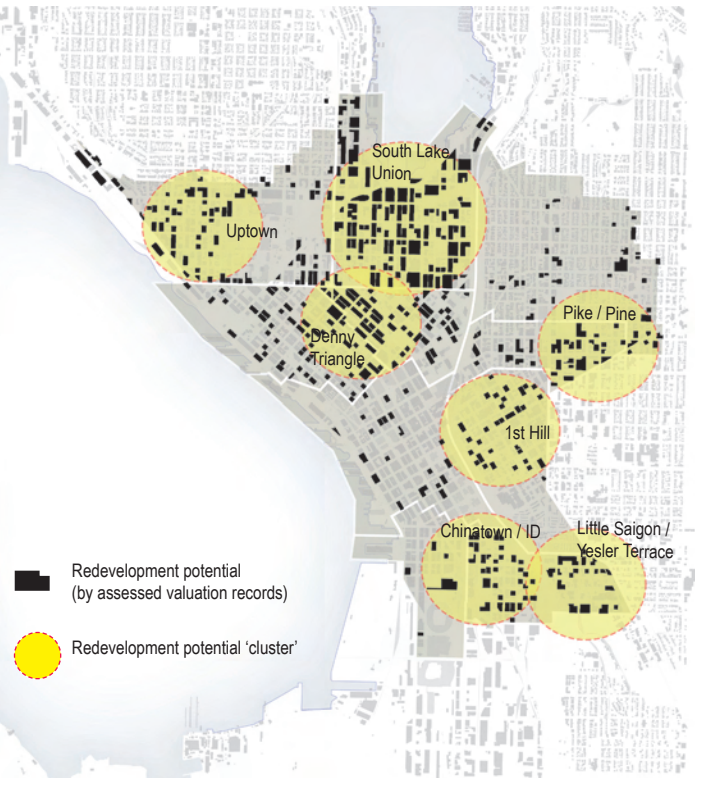 South Lake
Union
Uptown
Pike / Pine
Denny
Triangle
1st Hill
Chinatown / ID
Little Saigon /
Yesler Terrace
Redevelopment potential
(by assessed valuation records)
Redevelopment potential ‘cluster’